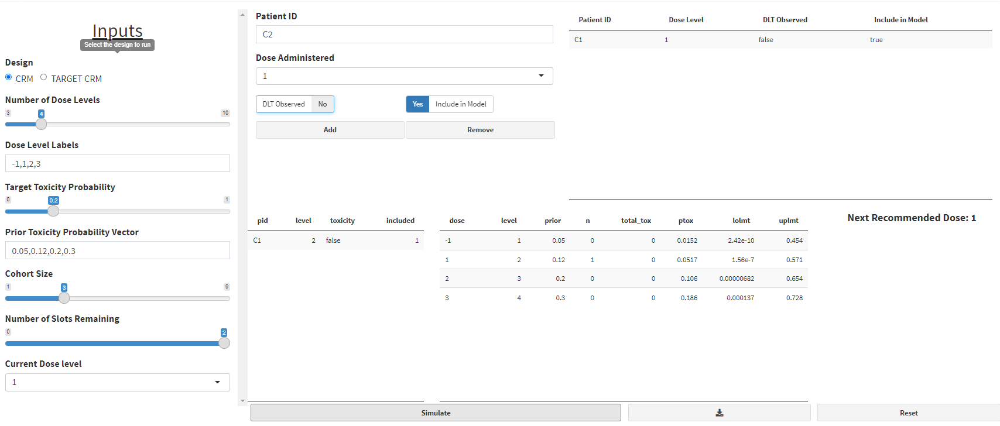 Inputs
Select the design to run
Design
CRM TARGET CRM
Number of Dose Levels
3 4 10
Dose Level Labels
-1,1,2,3
Target Toxicity Probability
0 0.2 1
Prior Toxicity Probability Vector
0.05,0.12,0.2,0.3
Cohort Size
1 3 9
Number of Slots Remaining
0 2
Current Dose level
1
Patient ID
C2
Dose Administered
1
DLT Observed No
Yes Include in Model
Add Remove
Patient ID Dose Level DLT Observed Include in Model
C1 1 false true
pid level toxicity included
C1 2 false 1
dose level prior n total_tox ptox lolmt uplmt
-1 1 0.05 0 0 0.0152 2.42e-10 0.454
1 2 0.12 1 0 0.0517 1.56e-7 0.571
2 3 0.2 0 0 0.106 0.00000682 0.654
3 4 0.3 0 0 0.186 0.000137 0.728
Next Recommended Dose: 1
Simulate Reset